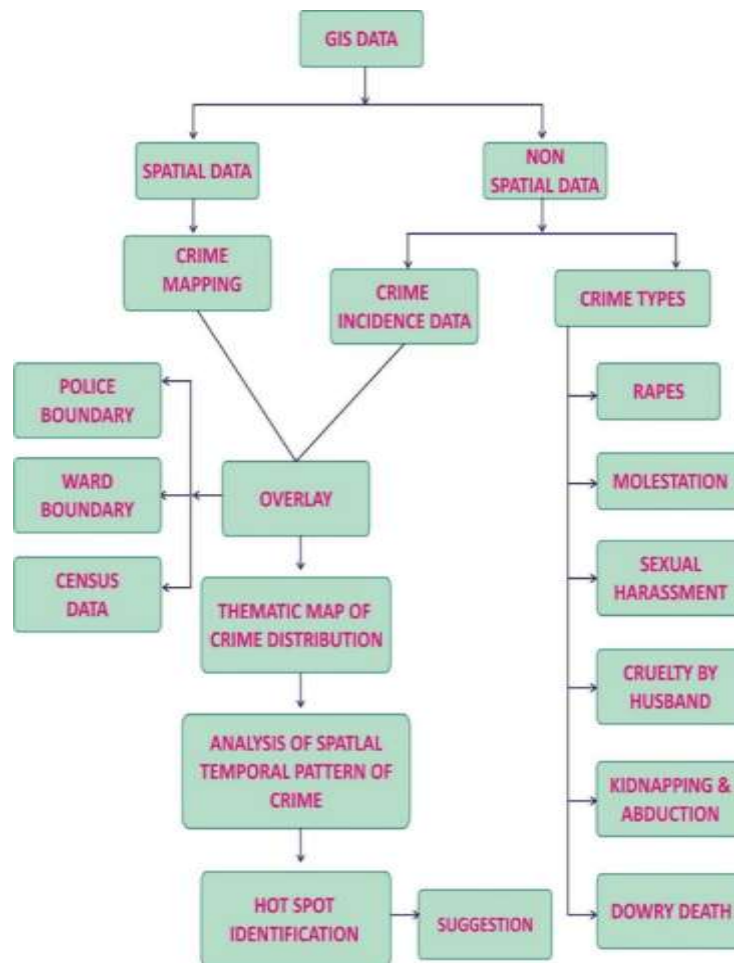 GIS DATA
SPATIAL DATA
NON
SPATIAL DATA
CRIME
MAPPING
CRIME
INCIDENCE DATA
CRIME TYPES
POLICE
BOUNDARY
WARD
BOUNDARY
CENSUS
DATA
OVERLAY
THEMATIC MAP OF
CRIME DISTRIBUTION
ANALYSIS OF SPATLAL
TEMPORAL PATTERN OF
CRIME
HOT SPOT
IDENTIFICATION
SUGGESTION
RAPES
MOLESTATION
SEXUAL
HARASSMENT
CRUELTY BY
HUSBAND
KIDNAPPING &
ABDUCTION
DOWRY DEATH